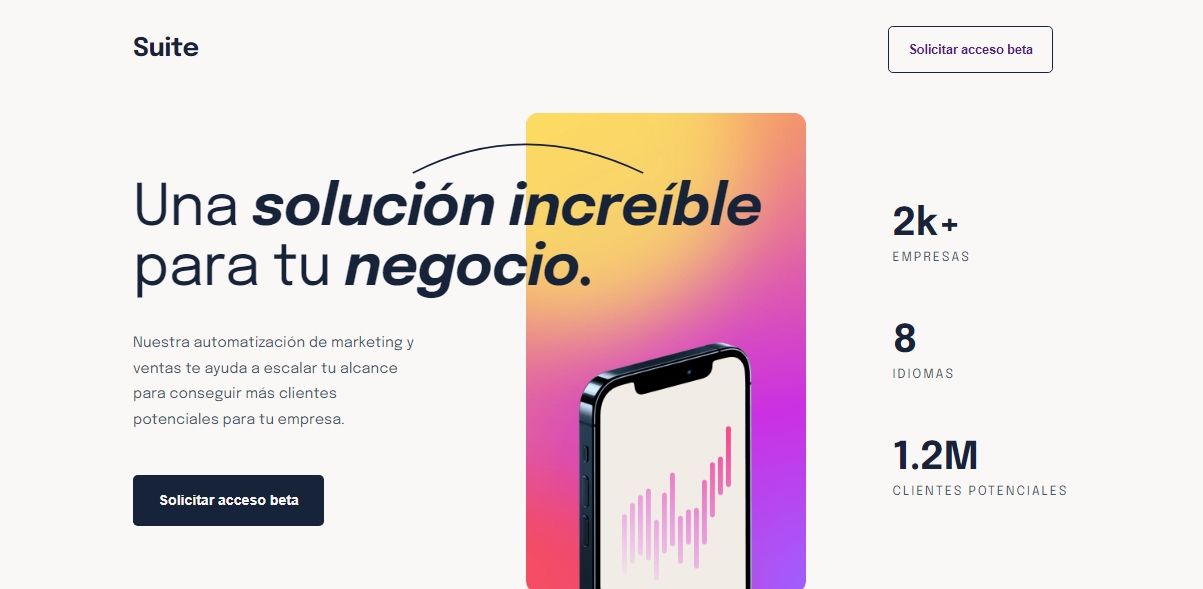 Suite
Solicitar acceso beta
Una solución increíble
para tu negocio.
Nuestra automatización de marketing y
ventas te ayuda a escalar tu alcance
para conseguir más clientes
potenciales para tu empresa.
Solicitar acceso beta
2k+
EMPRESAS
8
IDIOMAS
1.2M
CLIENTES POTENCIALES